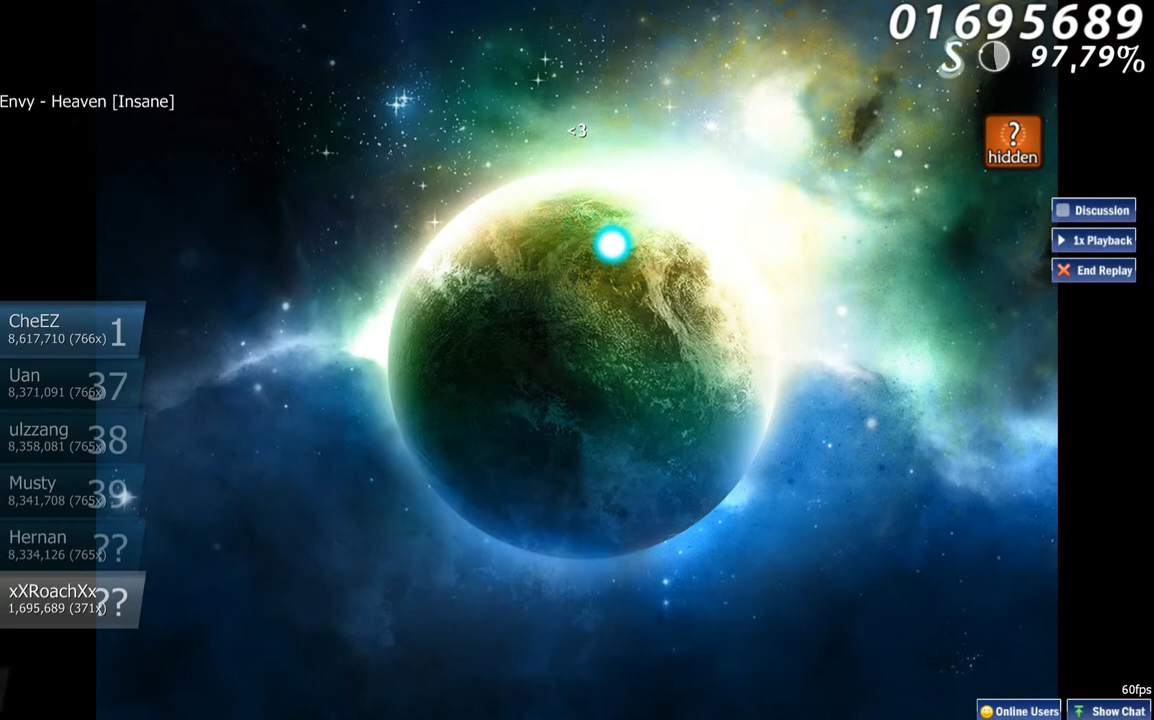 01695689
S 97,79%
Envy - Heaven [Insane]
<3
?
hidden
Discussion
1x Playback
End Replay
CheEZ
8,617,710 (766x) 1
Uan
8,371,091 (766x) 37
ulzzang
8,358,081 (765x) 38
Musty
8,341,708 (765x) 39
Hernan
8,334,126 (765x) ??
xXRoachXx
1,695,689 (371x) ??
60fps
Online Users
Show Chat